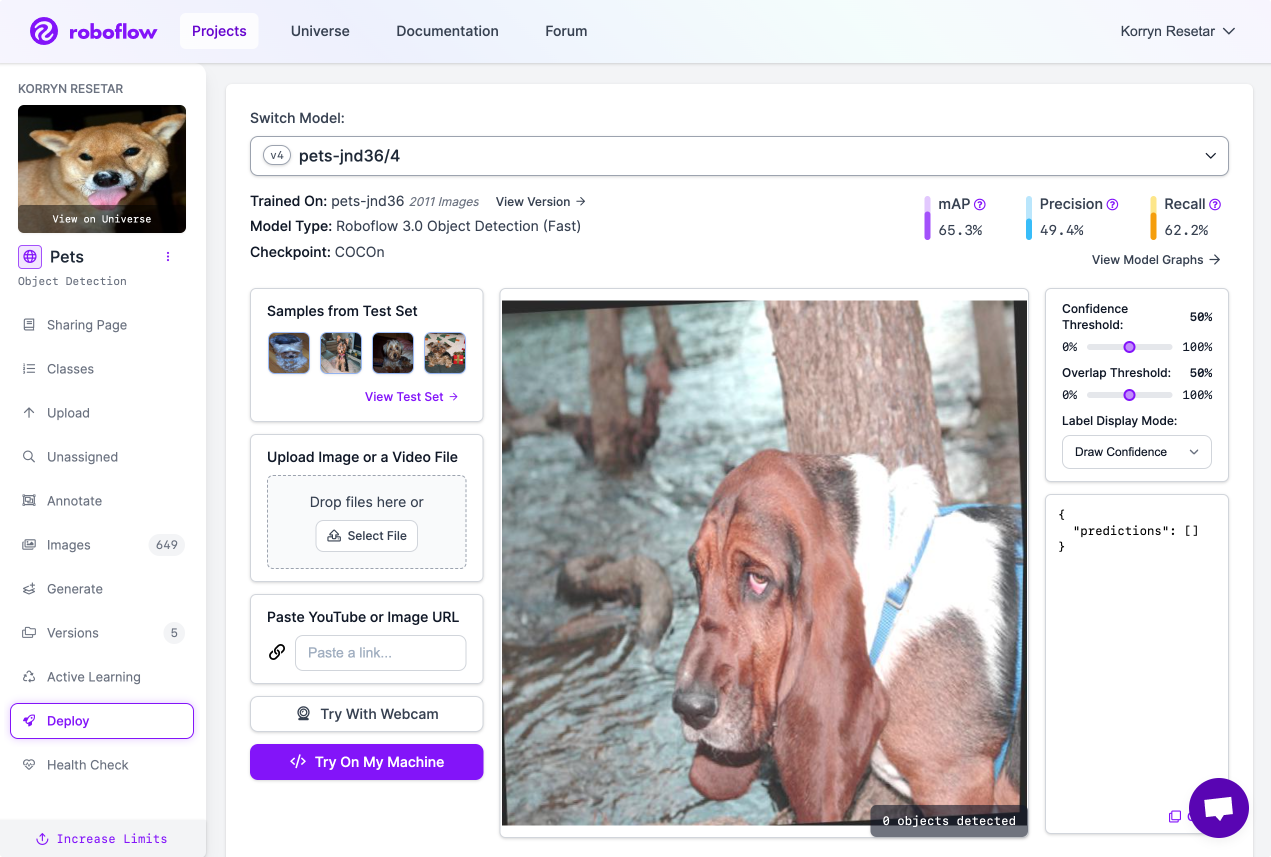 roboflow
Projects
Universe
Documentation
Forum
Korryn Resetar
KORRYN RESETAR
View on Universe
Pets
Object Detection
Sharing Page
Classes
Upload
Unassigned
Annotate
Images 649
Generate
Versions 5
Active Learning
Deploy
Health Check
Increase Limits
Switch Model:
v4 pets-jnd36/4
Trained On: pets-jnd36 2011 Images View Version →
Model Type: Roboflow 3.0 Object Detection (Fast)
Checkpoint: COCOn
mAP ?
65.3%
Precision ?
49.4%
Recall ?
62.2%
View Model Graphs →
Samples from Test Set
View Test Set →
Upload Image or a Video File
Drop files here or
Select File
Paste YouTube or Image URL
Paste a link...
Try With Webcam
</> Try On My Machine
0 objects detected
Confidence
Threshold: 50%
0% 100%
Overlap Threshold: 50%
0% 100%
Label Display Mode:
Draw Confidence
{
"predictions": []
}